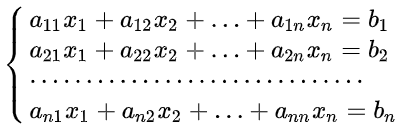 a₁₁x₁ + a₁₂x₂ + ... + a₁ₙxₙ = b₁
a₂₁x₁ + a₂₂x₂ + ... + a₂ₙxₙ = b₂
..............................
aₙ₁x₁ + aₙ₂x₂ + ... + aₙₙxₙ = bₙ